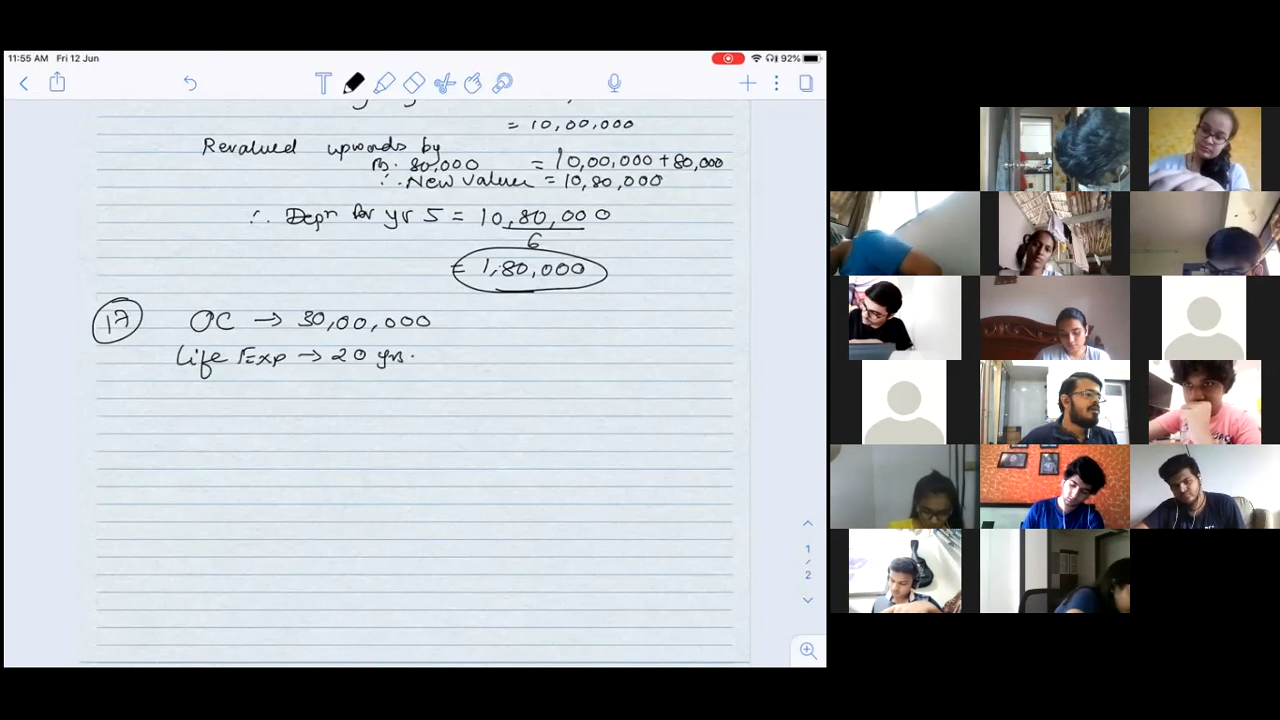 11:55 AM Fri 12 Jun
92%
T
= 10,00,000
Revalued upwards by
Rs. 80,000 = 10,00,000 + 80,000
∴ New value = 10,80,000
∴ Depn for yr 5 = 10,80,000
6
= 1,80,000
17 OC → 30,00,000
Life Exp → 20 yrs.
1
/
2